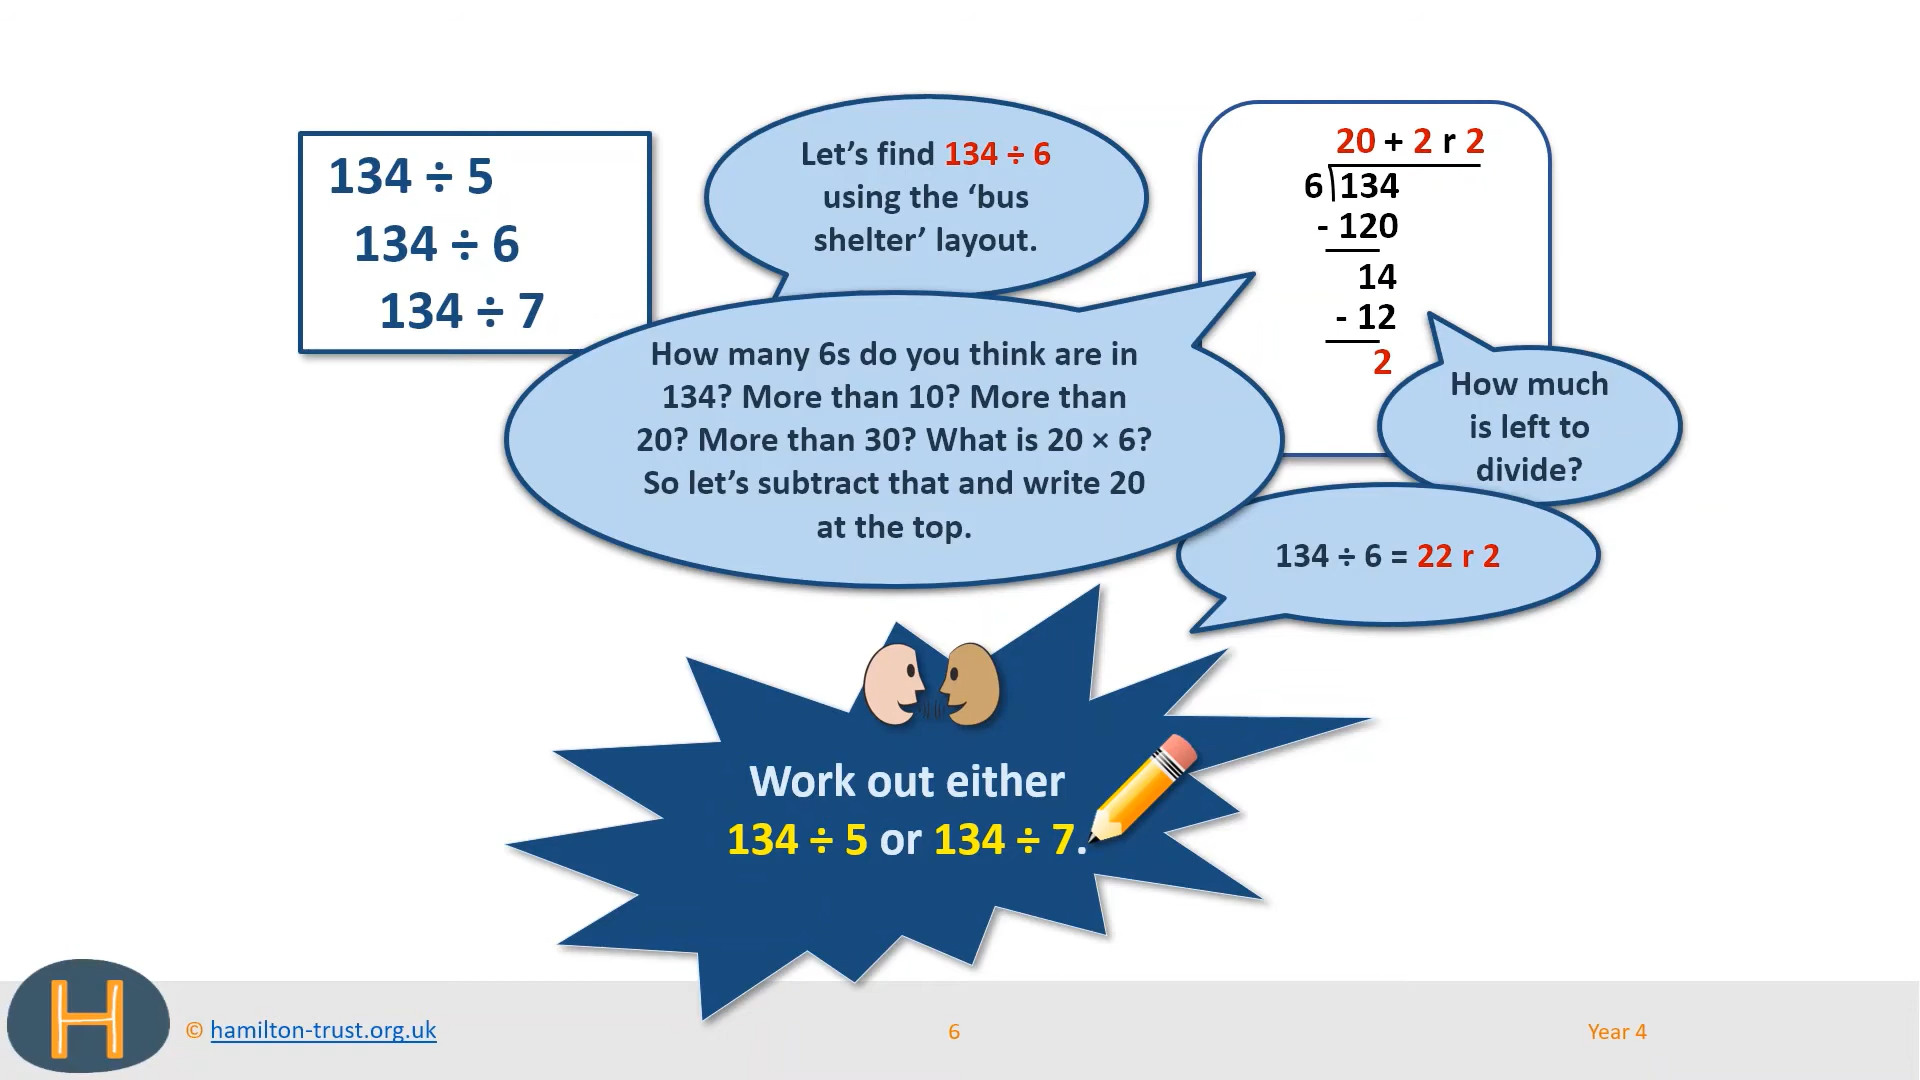 134 ÷ 5
134 ÷ 6
134 ÷ 7
Let’s find 134 ÷ 6
using the ‘bus
shelter’ layout.
20 + 2 r 2
6 134
- 120
14
- 12
2
How many 6s do you think are in
134? More than 10? More than
20? More than 30? What is 20 × 6?
So let’s subtract that and write 20
at the top.
How much
is left to
divide?
134 ÷ 6 = 22 r 2
Work out either
134 ÷ 5 or 134 ÷ 7.
H
© hamilton-trust.org.uk
6
Year 4